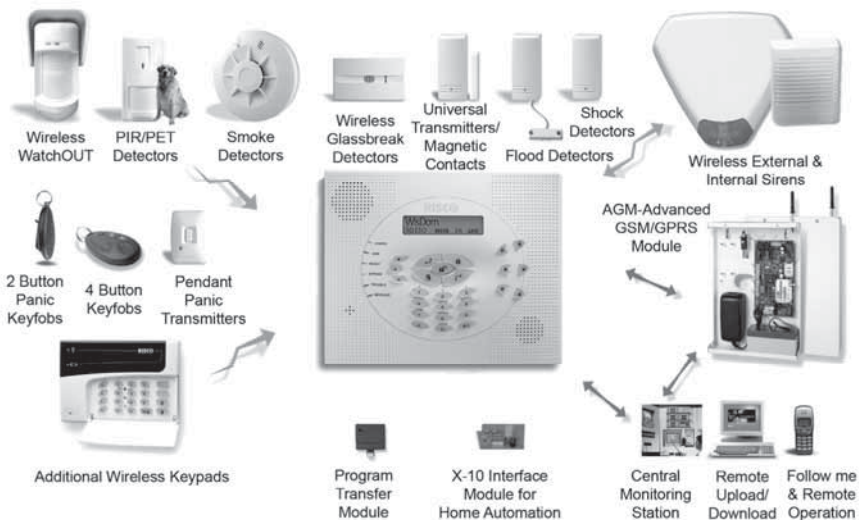 Wireless
WatchOUT
PIR/PET
Detectors
Smoke
Detectors
Wireless
Glassbreak
Detectors
Universal
Transmitters/
Magnetic
Contacts
Flood Detectors
Shock
Detectors
Wireless External &
Internal Sirens
2 Button
Panic
Keyfobs
4 Button
Keyfobs
Pendant
Panic
Transmitters
RISCO
WisDom
AGM-Advanced
GSM/GPRS
Module
RISCO
Additional Wireless Keypads
Program
Transfer
Module
X-10 Interface
Module for
Home Automation
Central
Monitoring
Station
Remote
Upload/
Download
Follow me
& Remote
Operation